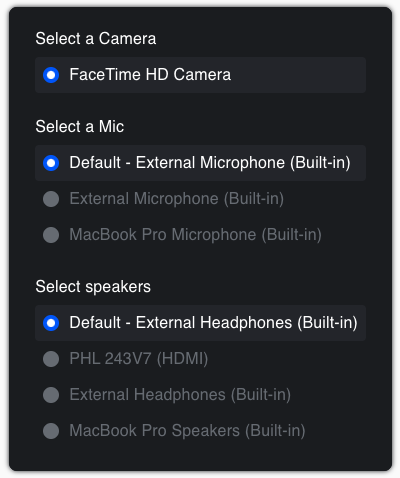 Select a Camera
FaceTime HD Camera
Select a Mic
Default - External Microphone (Built-in)
External Microphone (Built-in)
MacBook Pro Microphone (Built-in)
Select speakers
Default - External Headphones (Built-in)
PHL 243V7 (HDMI)
External Headphones (Built-in)
MacBook Pro Speakers (Built-in)